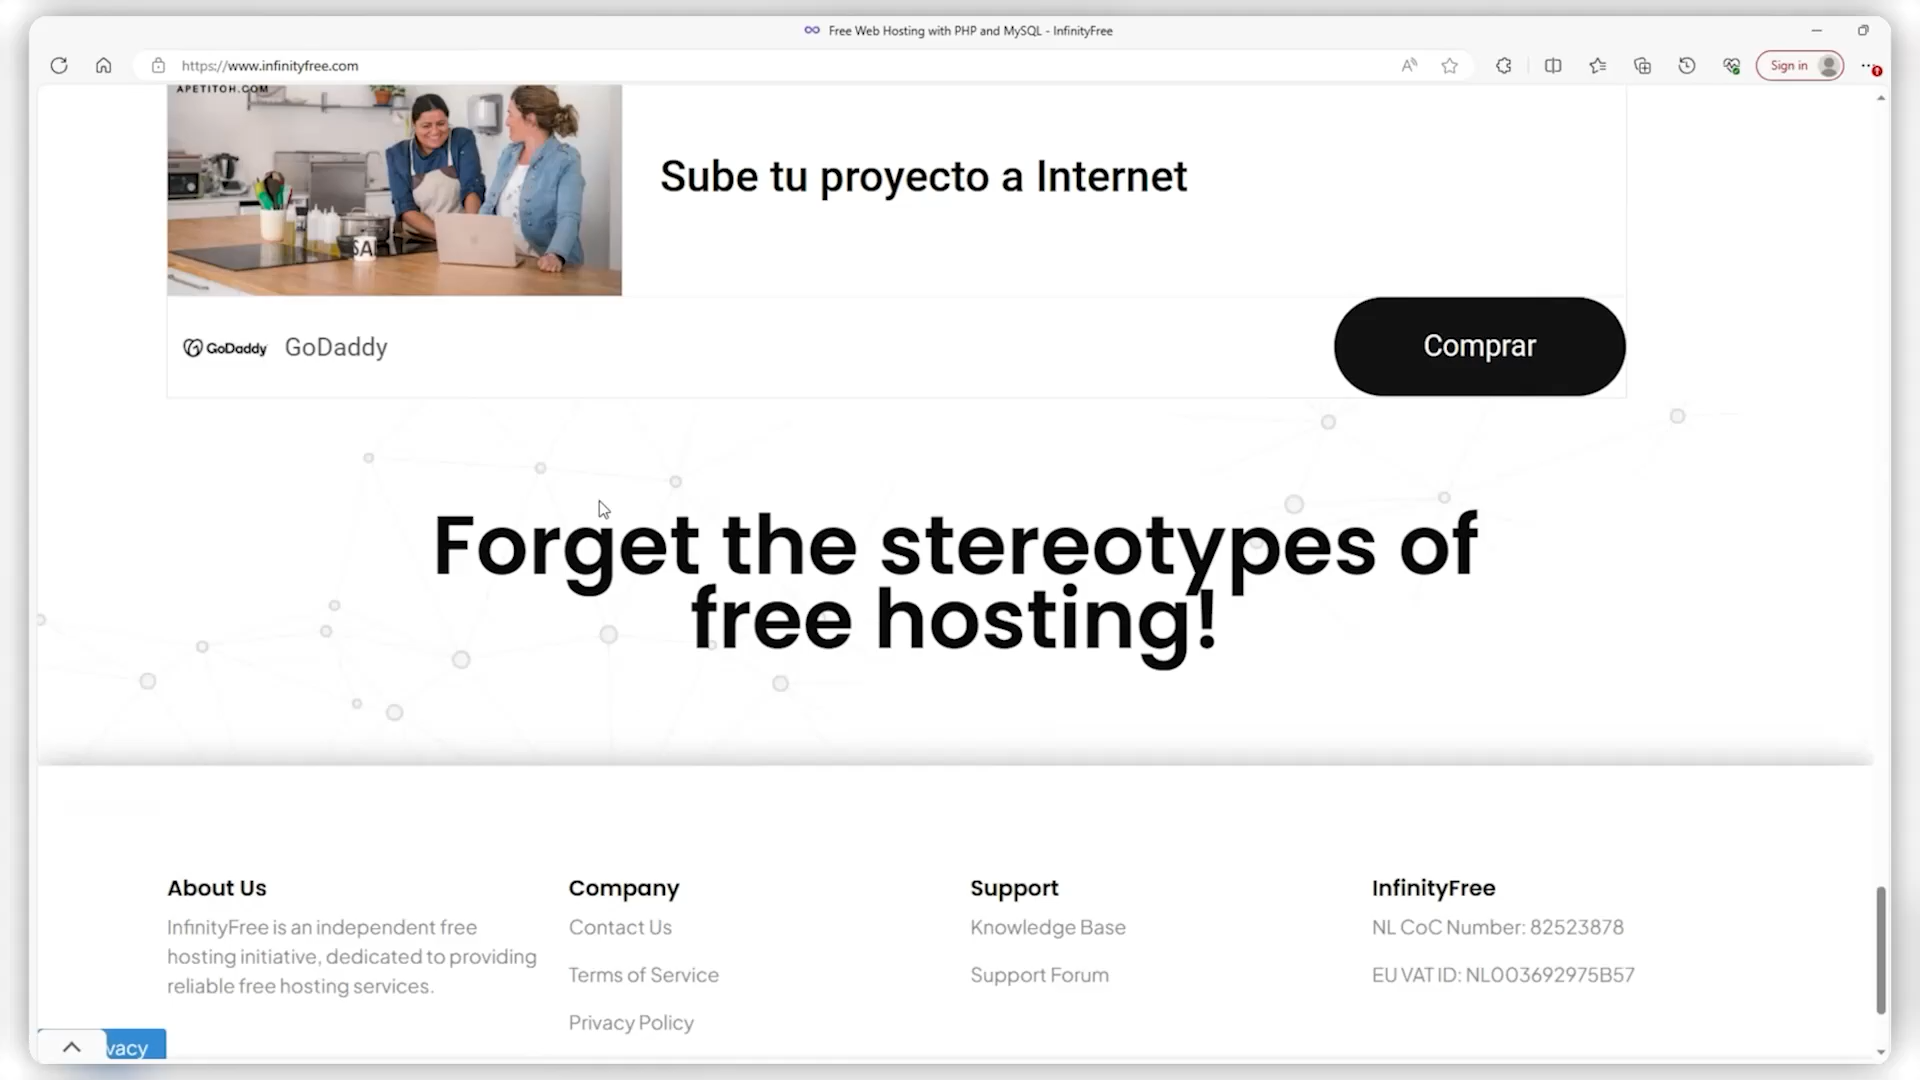 Free Web Hosting with PHP and MySQL - InfinityFree
https://www.infinityfree.com
Sign in
APETITOH.COM
SAL
Sube tu proyecto a Internet
GoDaddy GoDaddy
Comprar
Forget the stereotypes of
free hosting!
About Us
InfinityFree is an independent free
hosting initiative, dedicated to providing
reliable free hosting services.
Company
Contact Us
Terms of Service
Privacy Policy
Support
Knowledge Base
Support Forum
InfinityFree
NL CoC Number: 82523878
EU VAT ID: NL003692975B57
vacy